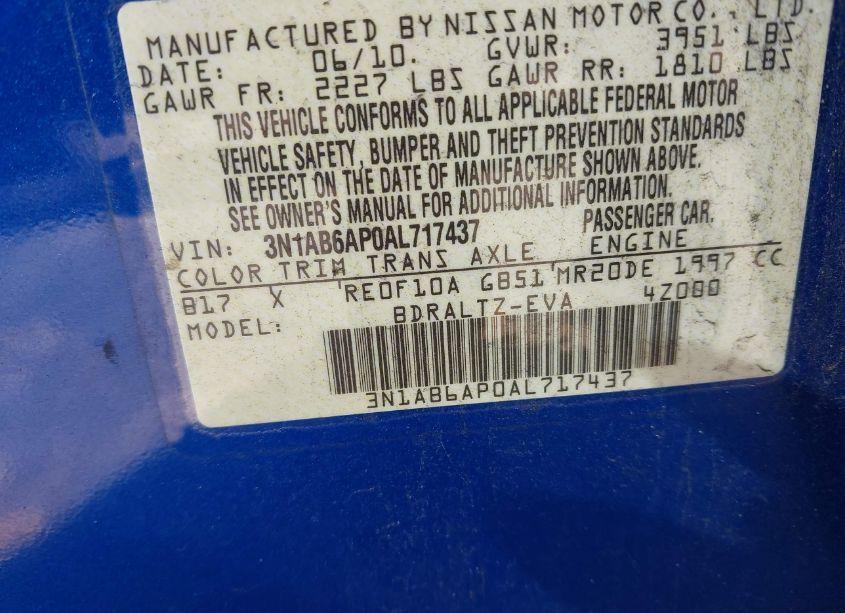 MANUFACTURED BY NISSAN MOTOR CO., LTD.
DATE: 06/10. GVWR: 3951 LBS
GAWR FR: 2227 LBS GAWR RR: 1810 LBS
THIS VEHICLE CONFORMS TO ALL APPLICABLE FEDERAL MOTOR
VEHICLE SAFETY, BUMPER AND THEFT PREVENTION STANDARDS
IN EFFECT ON THE DATE OF MANUFACTURE SHOWN ABOVE.
SEE OWNER'S MANUAL FOR ADDITIONAL INFORMATION.
VIN: 3N1AB6AP0AL717437 PASSENGER CAR.
COLOR TRIM TRANS AXLE ENGINE
B17 X RE0F10A GB51 MR20DE 1997 CC
MODEL: BDRALTZ-EVA 4Z000
3N1AB6AP0AL717437